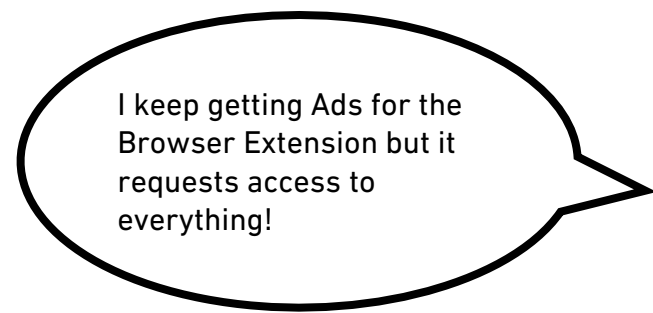 I keep getting Ads for the
Browser Extension but it
requests access to
everything!